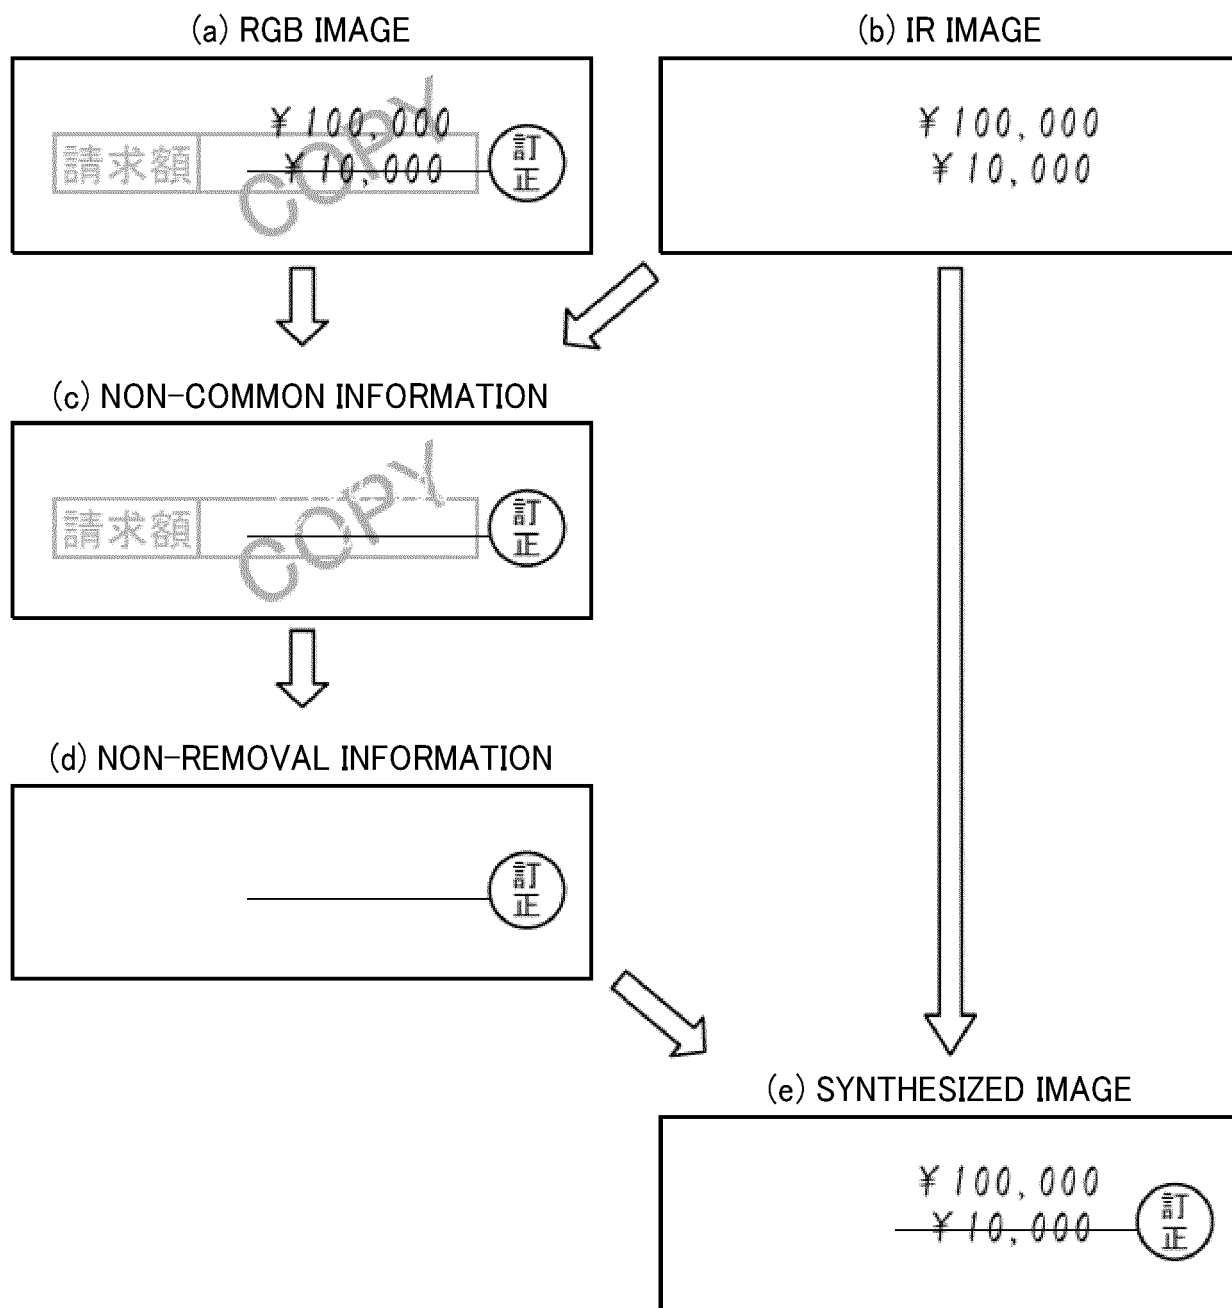 (a) RGB IMAGE
(b) IR IMAGE
COPY
¥100,000
請求額
¥10,000
訂正
¥100,000
¥10,000
(c) NON-COMMON INFORMATION
COPY
請求額
訂正
(d) NON-REMOVAL INFORMATION
訂正
(e) SYNTHESIZED IMAGE
¥100,000
¥10,000
訂正